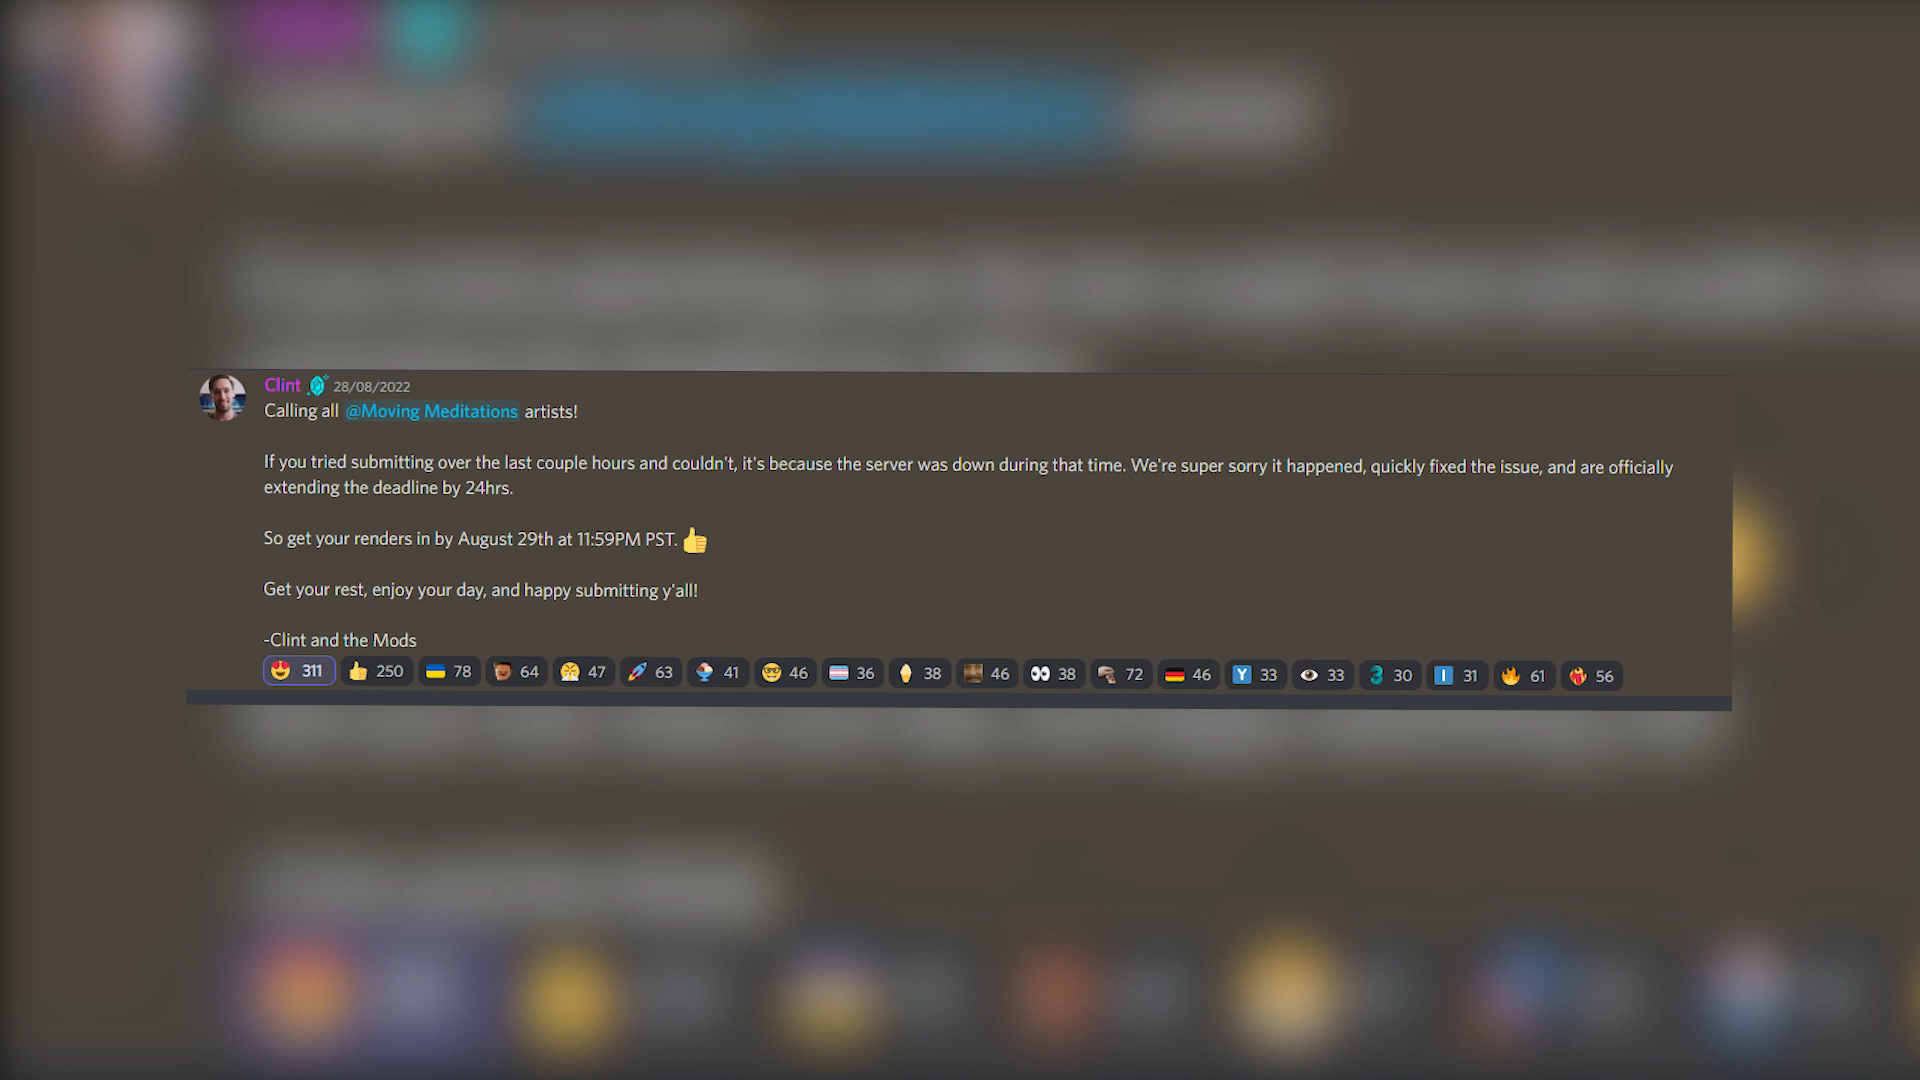 Clint 28/08/2022
Calling all @Moving Meditations artists!
If you tried submitting over the last couple hours and couldn't, it's because the server was down during that time. We're super sorry it happened, quickly fixed the issue, and are officially
extending the deadline by 24hrs.
So get your renders in by August 29th at 11:59PM PST. 👍
Get your rest, enjoy your day, and happy submitting y'all!
-Clint and the Mods
311 250 78 64 47 63 41 46 36 38 46 38 72 46 Y 33 33 3 30 I 31 61 56